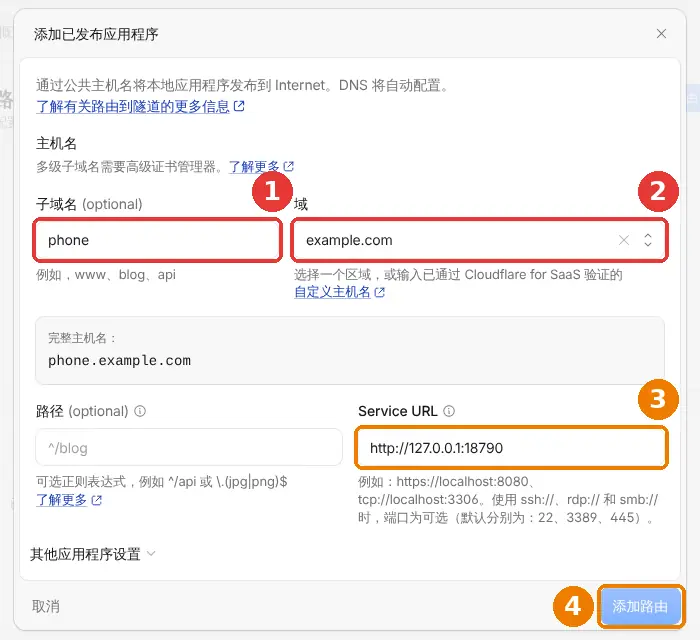 添加已发布应用程序
通过公共主机名将本地应用程序发布到 Internet。DNS 将自动配置。
了解有关路由到隧道的更多信息
主机名
多级子域名需要高级证书管理器。了解更多
1
2
子域名 (optional)
域
phone
example.com
例如，www、blog、api
选择一个区域，或输入已通过 Cloudflare for SaaS 验证的
自定义主机名
完整主机名：
phone.example.com
3
路径 (optional)
Service URL
^/blog
http://127.0.0.1:18790
可选正则表达式，例如 ^/api 或 \.(jpg|png)$
了解更多
例如：https://localhost:8080、
tcp://localhost:3306。使用 ssh://、rdp:// 和 smb://
时，端口为可选（默认分别为：22、3389、445）。
其他应用程序设置
取消
4
添加路由